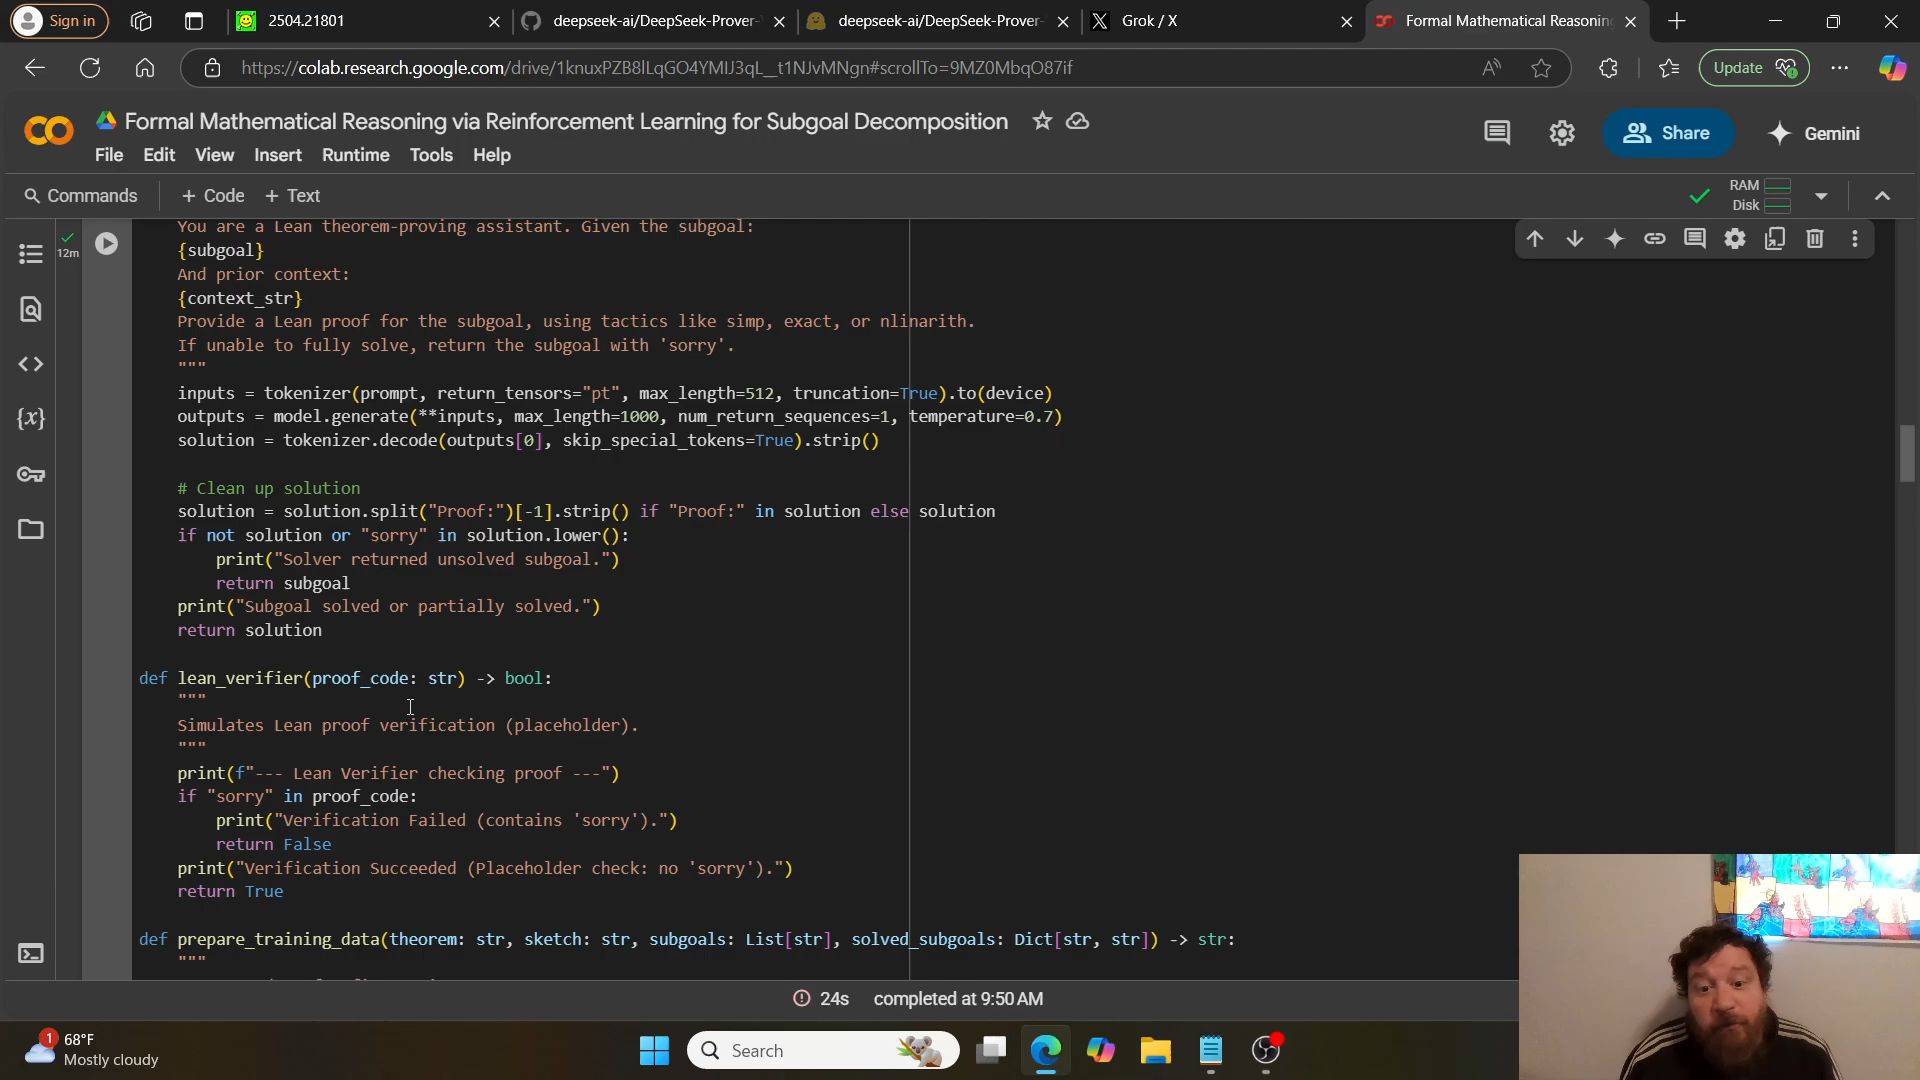 Sign in
2504.21801
deepseek-ai/DeepSeek-Prover-V
deepseek-ai/DeepSeek-Prover-
Grok / X
Formal Mathematical Reasoning
https://colab.research.google.com/drive/1knuxPZB8lLqGO4YMIJ3qL__t1NJvMNgn#scrollTo=9MZ0MbqO87if
Update
Formal Mathematical Reasoning via Reinforcement Learning for Subgoal Decomposition
File Edit View Insert Runtime Tools Help
Share
Gemini
Commands + Code + Text
RAM
Disk
12m
You are a Lean theorem-proving assistant. Given the subgoal:
{subgoal}
And prior context:
{context_str}
Provide a Lean proof for the subgoal, using tactics like simp, exact, or nlinarith.
If unable to fully solve, return the subgoal with 'sorry'.
"""
inputs = tokenizer(prompt, return_tensors="pt", max_length=512, truncation=True).to(device)
outputs = model.generate(**inputs, max_length=1000, num_return_sequences=1, temperature=0.7)
solution = tokenizer.decode(outputs[0], skip_special_tokens=True).strip()
# Clean up solution
solution = solution.split("Proof:")[-1].strip() if "Proof:" in solution else solution
if not solution or "sorry" in solution.lower():
print("Solver returned unsolved subgoal.")
return subgoal
print("Subgoal solved or partially solved.")
return solution
def lean_verifier(proof_code: str) -> bool:
"""
Simulates Lean proof verification (placeholder).
"""
print(f"--- Lean Verifier checking proof ---")
if "sorry" in proof_code:
print("Verification Failed (contains 'sorry').")
return False
print("Verification Succeeded (Placeholder check: no 'sorry').")
return True
def prepare_training_data(theorem: str, sketch: str, subgoals: List[str], solved_subgoals: Dict[str, str]) -> str:
"""
24s completed at 9:50 AM
1
68°F
Mostly cloudy
Search